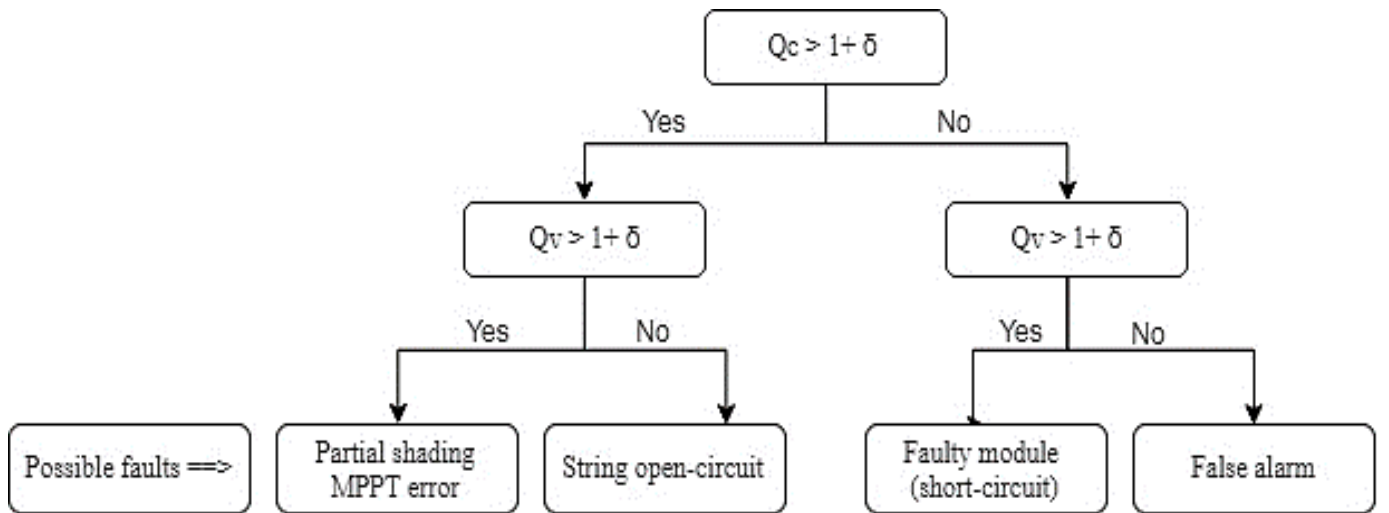 Qc > 1+ δ
Yes
No
Qv > 1+ δ
Qv > 1+ δ
Yes
No
Yes
No
Possible faults ==>
Partial shading
MPPT error
String open-circuit
Faulty module
(short-circuit)
False alarm